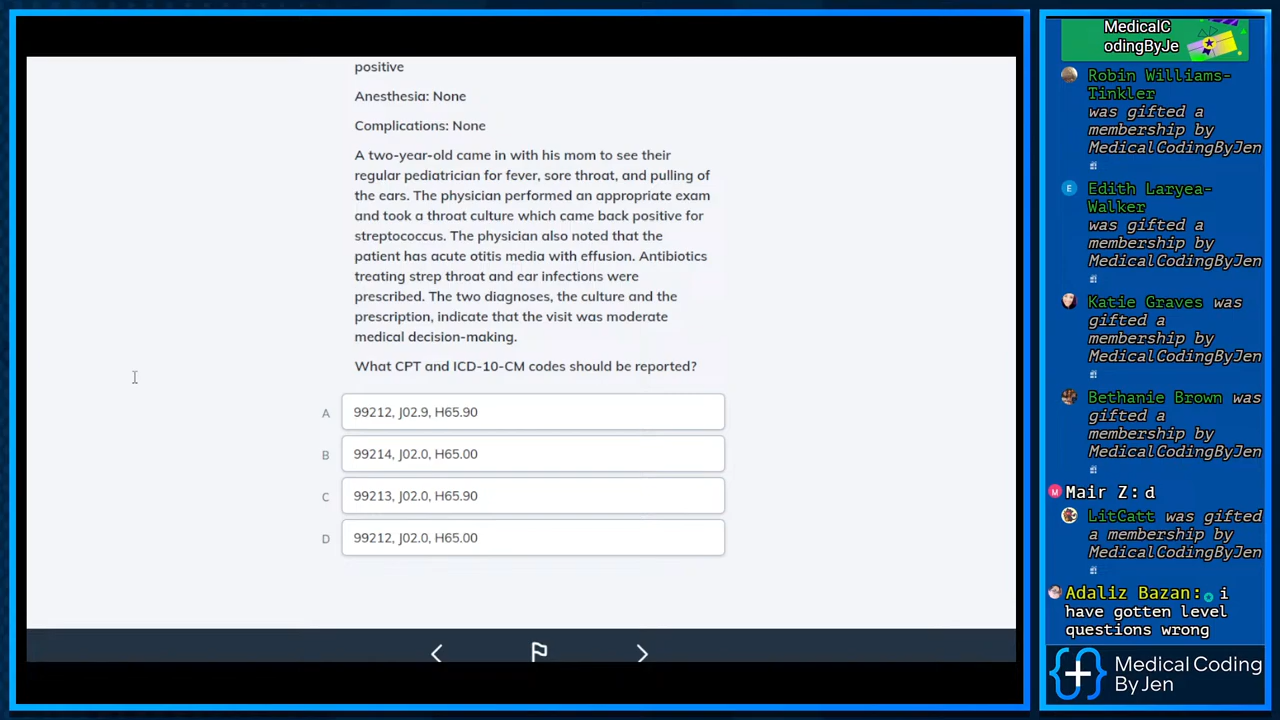 positive
Anesthesia: None
Complications: None
A two-year-old came in with his mom to see their
regular pediatrician for fever, sore throat, and pulling of
the ears. The physician performed an appropriate exam
and took a throat culture which came back positive for
streptococcus. The physician also noted that the
patient has acute otitis media with effusion. Antibiotics
treating strep throat and ear infections were
prescribed. The two diagnoses, the culture and the
prescription, indicate that the visit was moderate
medical decision-making.
What CPT and ICD-10-CM codes should be reported?
A 99212, J02.9, H65.90
B 99214, J02.0, H65.00
C 99213, J02.0, H65.90
D 99212, J02.0, H65.00
MedicalC
odingByJe
Robin Williams-
Tinkler
was gifted a
membership by
MedicalCodingByJen
E Edith Laryea-
Walker
was gifted a
membership by
MedicalCodingByJen
Katie Graves was
gifted a
membership by
MedicalCodingByJen
Bethanie Brown was
gifted a
membership by
MedicalCodingByJen
M Mair Z: d
LitCatt was gifted
a membership by
MedicalCodingByJen
Adaliz Bazan: i
have gotten level
questions wrong
Medical Coding
By Jen